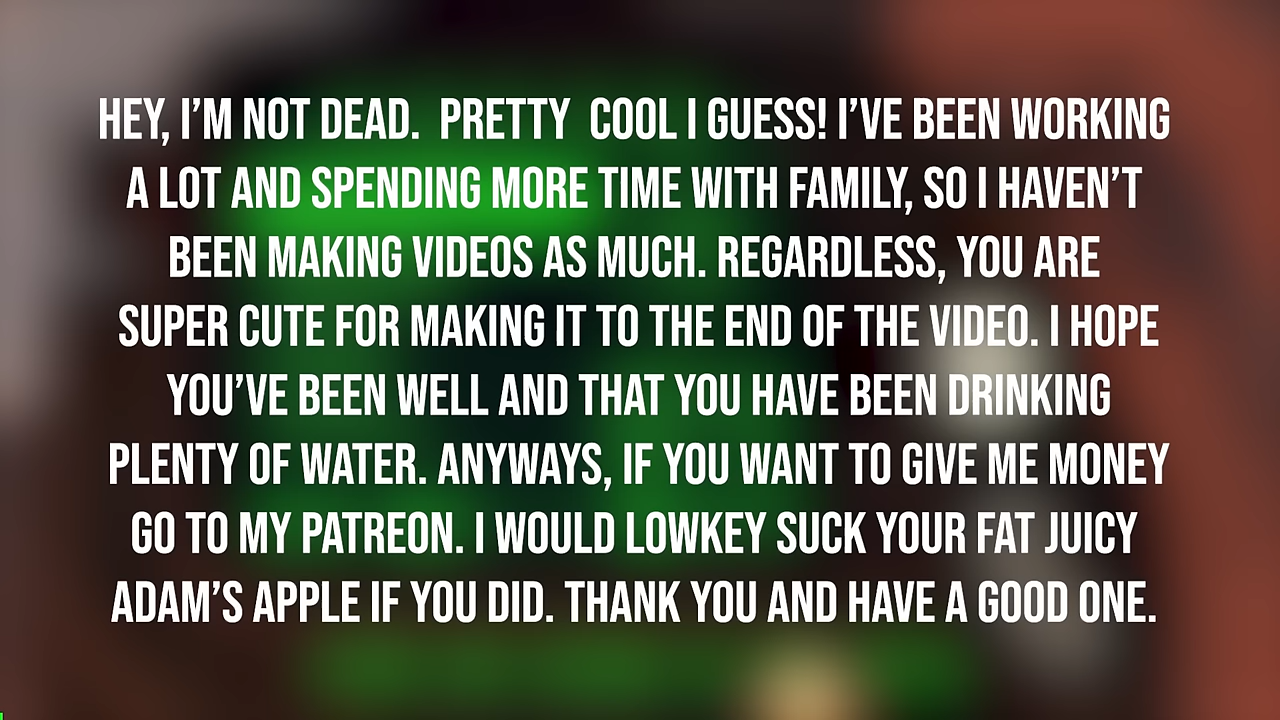 HEY, I'M NOT DEAD.  PRETTY  COOL I GUESS! I'VE BEEN WORKING
A LOT AND SPENDING MORE TIME WITH FAMILY, SO I HAVEN'T
BEEN MAKING VIDEOS AS MUCH. REGARDLESS, YOU ARE
SUPER CUTE FOR MAKING IT TO THE END OF THE VIDEO. I HOPE
YOU'VE BEEN WELL AND THAT YOU HAVE BEEN DRINKING
PLENTY OF WATER. ANYWAYS, IF YOU WANT TO GIVE ME MONEY
GO TO MY PATREON. I WOULD LOWKEY SUCK YOUR FAT JUICY
ADAM'S APPLE IF YOU DID. THANK YOU AND HAVE A GOOD ONE.